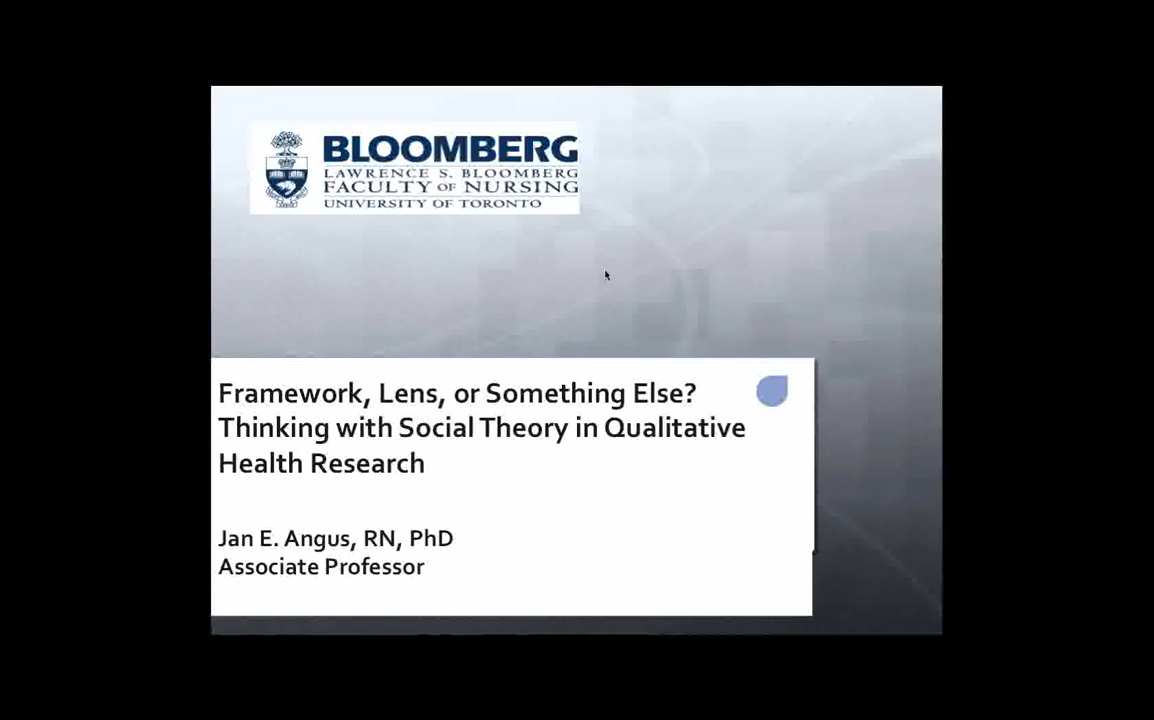 BLOOMBERG
LAWRENCE S. BLOOMBERG
FACULTY OF NURSING
UNIVERSITY OF TORONTO
Framework, Lens, or Something Else?
Thinking with Social Theory in Qualitative
Health Research
Jan E. Angus, RN, PhD
Associate Professor